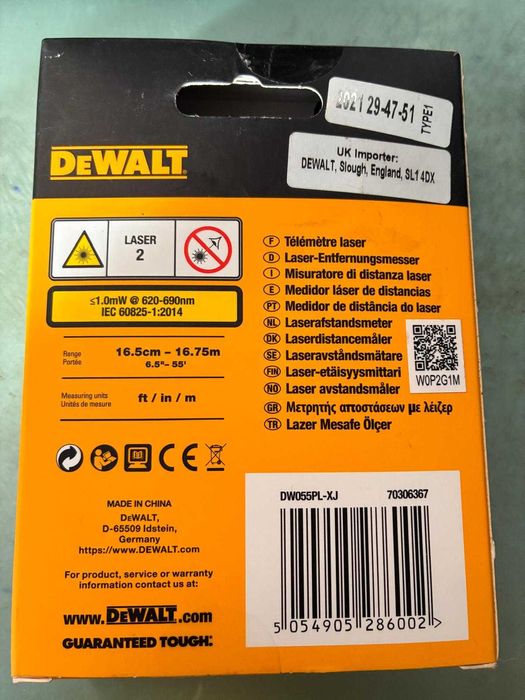 2021 29-47-51
TYPE1
UK Importer:
DEWALT, Slough, England, SL1 4DX
DEWALT
LASER
2
≤1.0mW @ 620-690nm
IEC 60825-1:2014
Range 16.5cm – 16.75m
Portée 6.5"– 55'
Measuring units ft / in / m
Unités de mesure
F Télémètre laser
D Laser-Entfernungsmesser
I Misuratore di distanza laser
E Medidor láser de distancias
PT Medidor de distância do laser
NL Laserafstandsmeter
DK Laserdistancemåler
SE Laseravståndsmätare
FIN Laser-etäisyysmittari
NO Laser avstandsmåler
GR Μετρητής αποστάσεων με λέιζερ
TR Lazer Mesafe Ölçer
W0P2G1M
CE
MADE IN CHINA
DEWALT,
D-65509 Idstein,
Germany
https://www.DEWALT.com
For product, service or warranty
information contact us at:
www.DEWALT.com
GUARANTEED TOUGH®
DW055PL-XJ 70306367
5 054905 286002 >